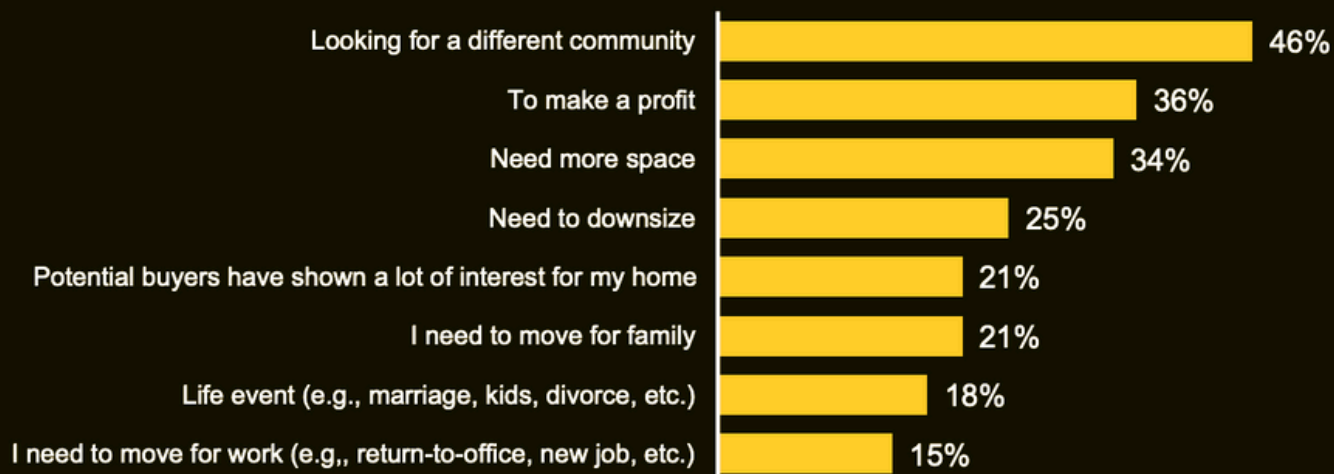 Looking for a different community 46%
To make a profit 36%
Need more space 34%
Need to downsize 25%
Potential buyers have shown a lot of interest for my home 21%
I need to move for family 21%
Life event (e.g., marriage, kids, divorce, etc.) 18%
I need to move for work (e.g,, return-to-office, new job, etc.) 15%